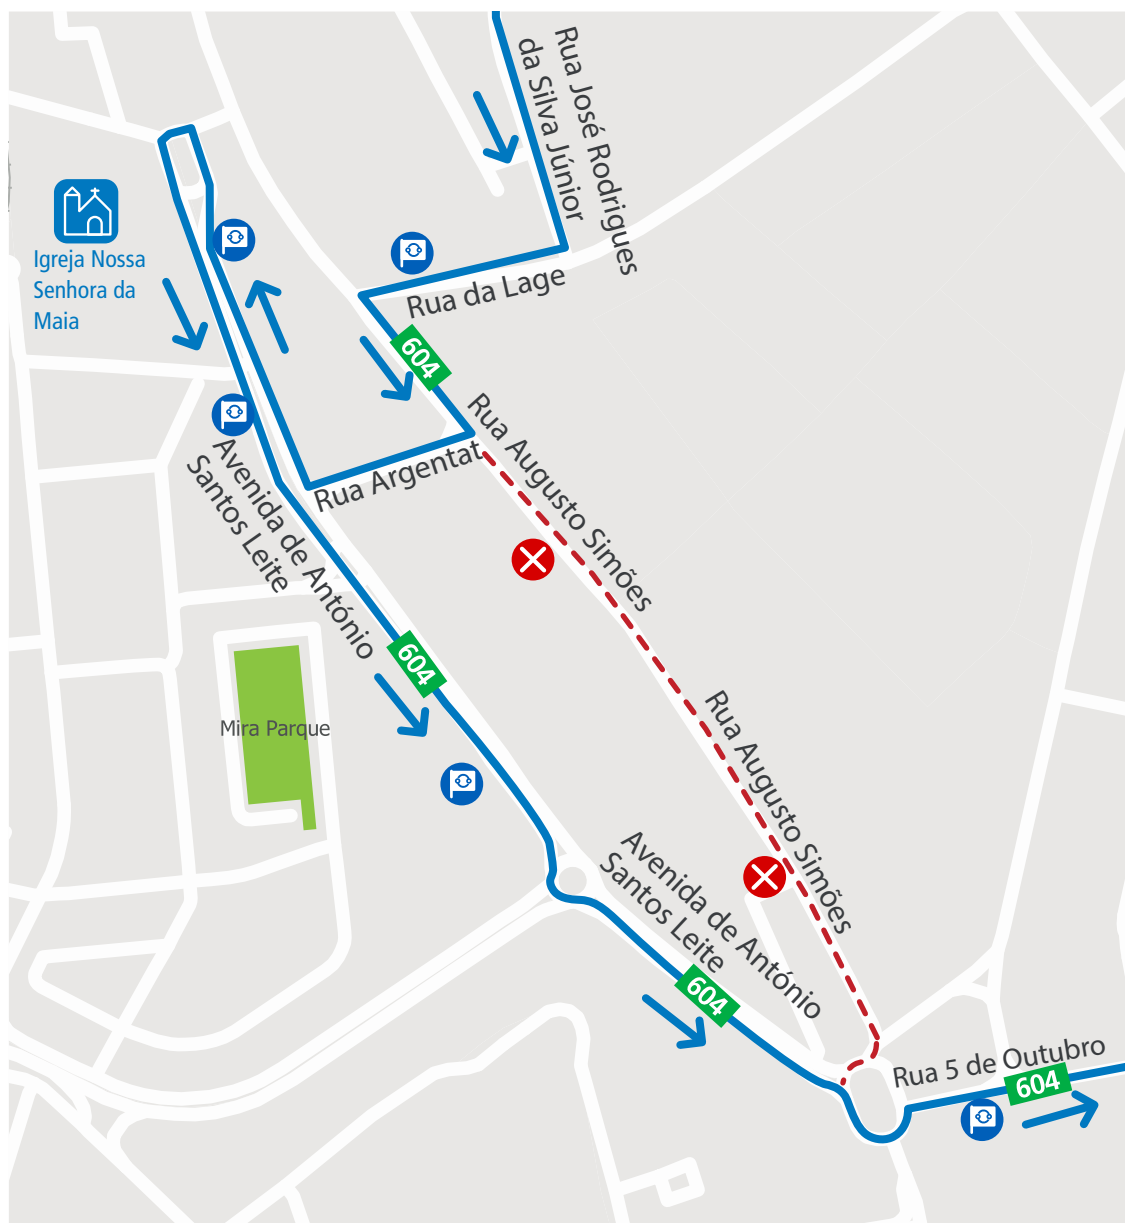 Rua José Rodrigues
da Silva Júnior
Igreja Nossa
Senhora da
Maia
Rua da Lage
604
Rua Augusto Simões
Rua Argentat
Avenida de António
Santos Leite
604
Mira Parque
Rua Augusto Simões
Avenida de António
Santos Leite
604
Rua 5 de Outubro
604